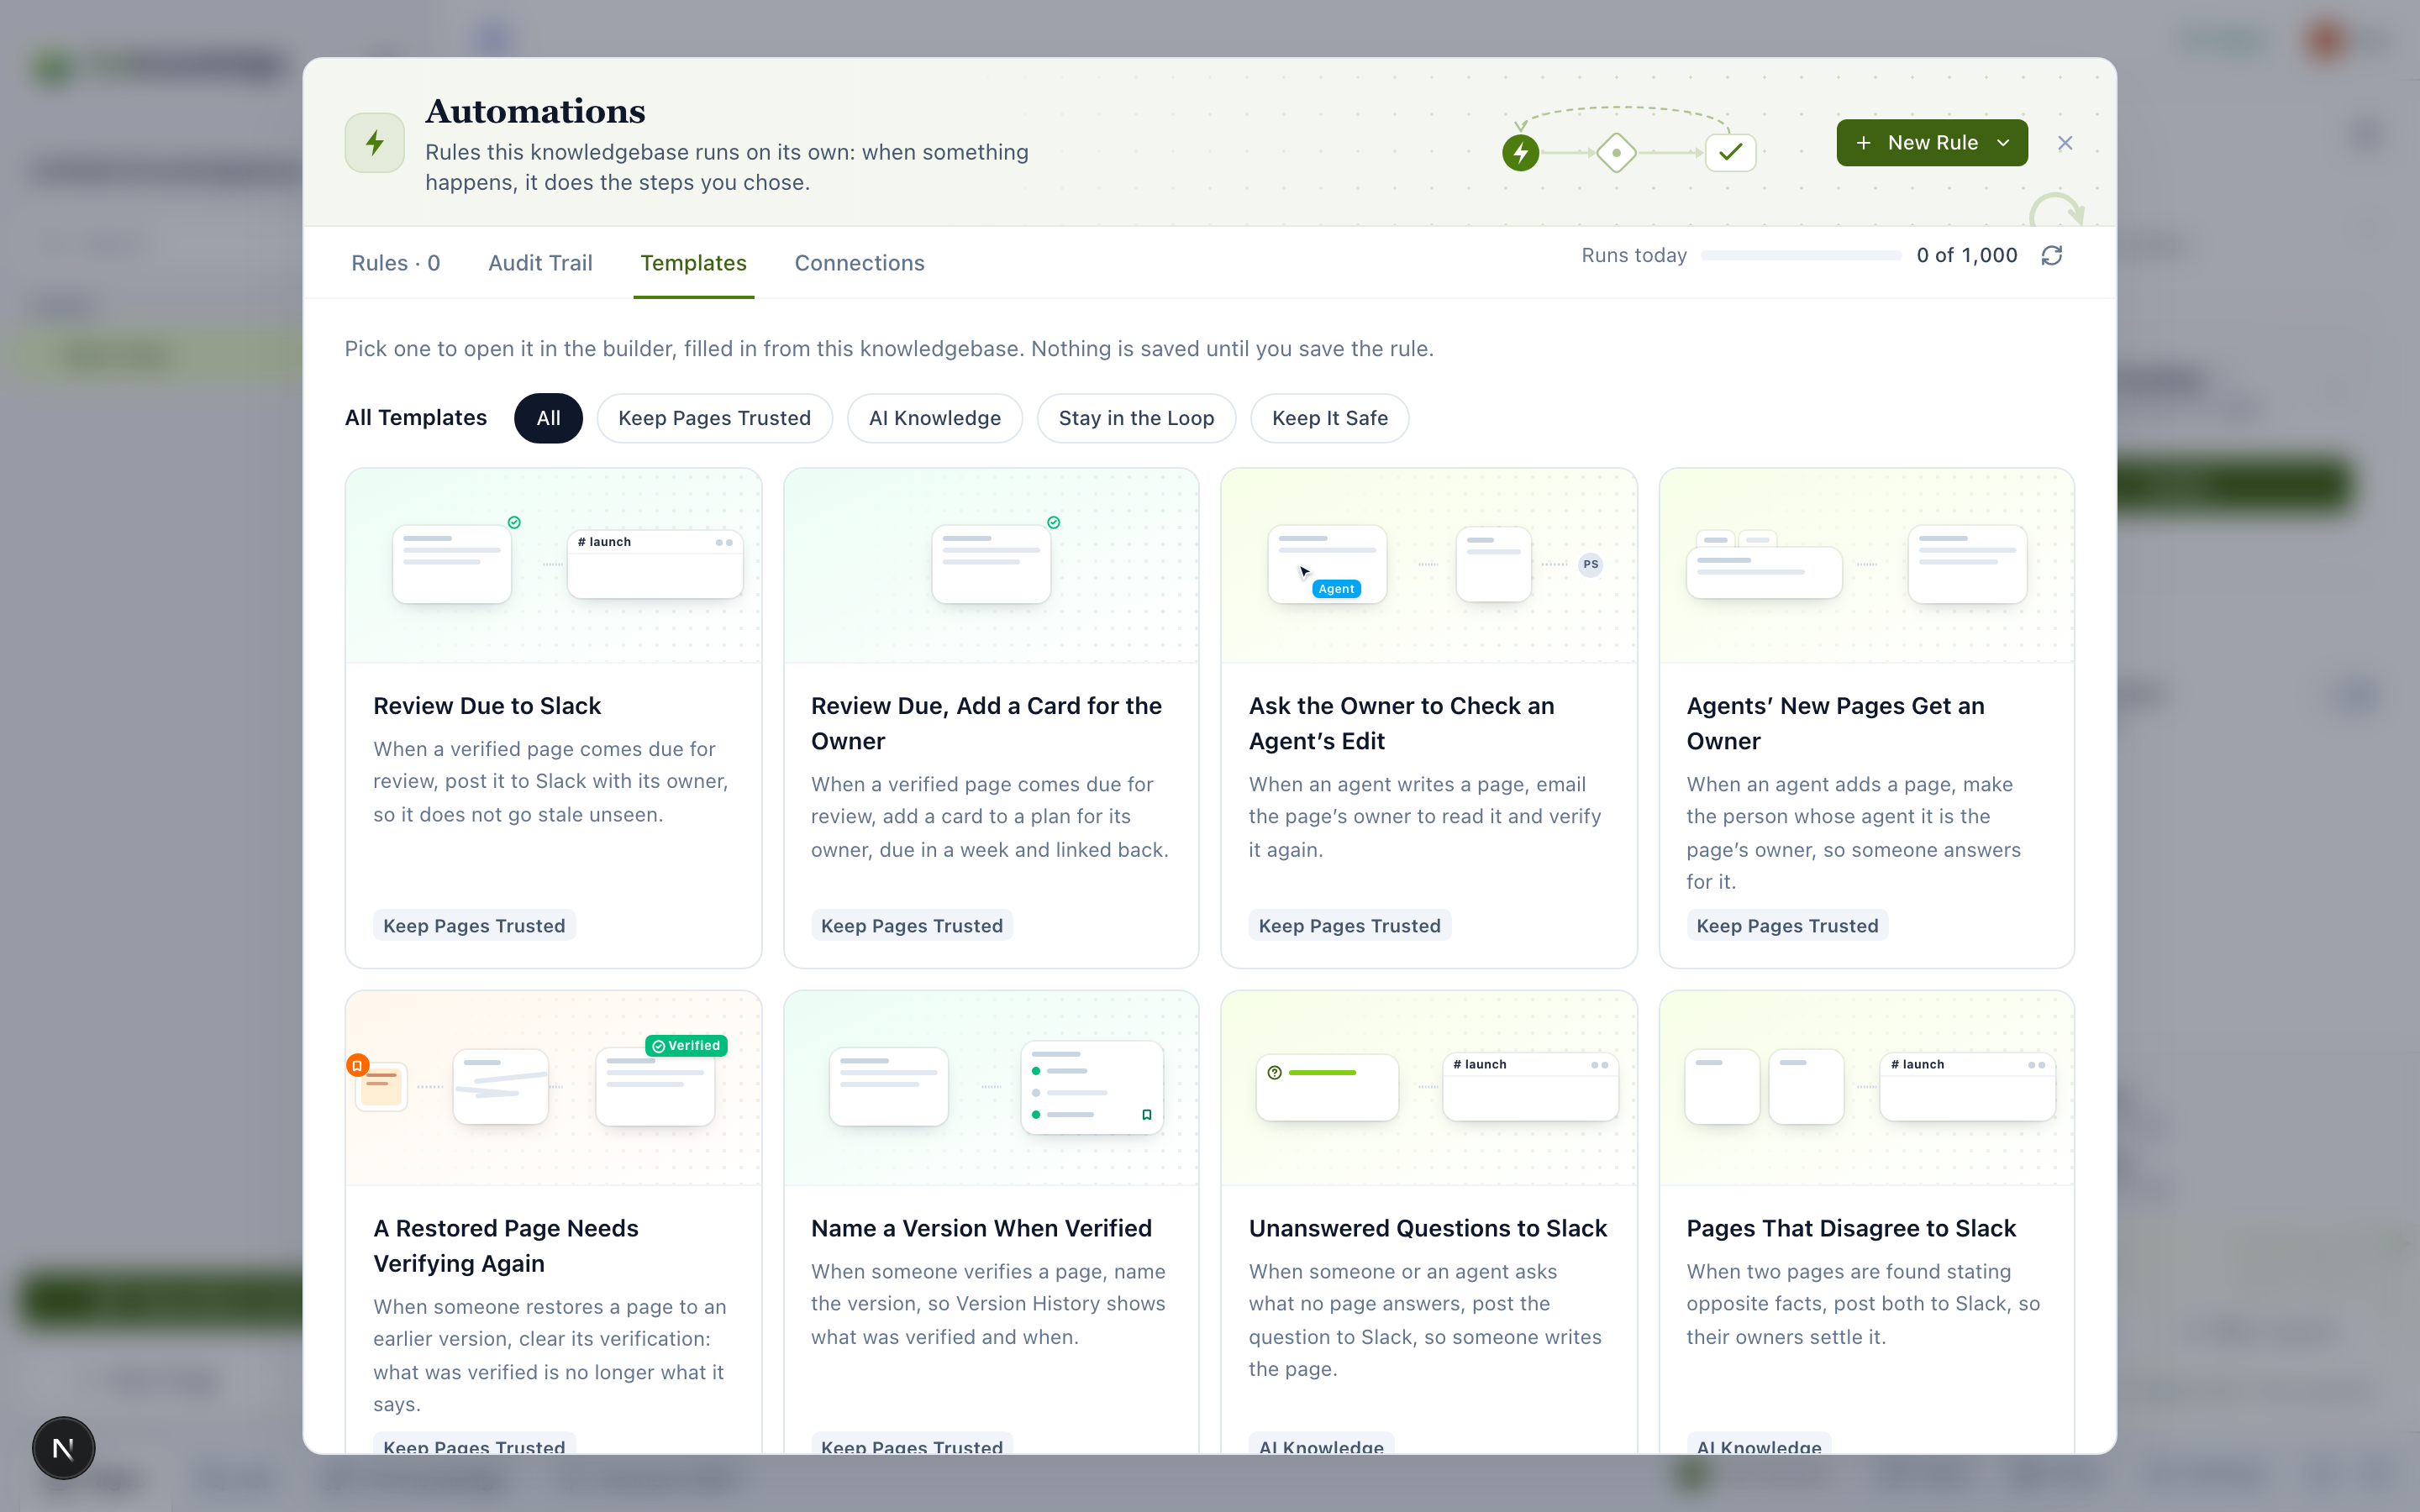 Automations
Rules this knowledgebase runs on its own: when something
happens, it does the steps you chose.
New Rule
Rules · 0
Audit Trail
Templates
Connections
Runs today
0 of 1,000
Pick one to open it in the builder, filled in from this knowledgebase. Nothing is saved until you save the rule.
All Templates
All
Keep Pages Trusted
AI Knowledge
Stay in the Loop
Keep It Safe
# launch
Review Due to Slack
When a verified page comes due for
review, post it to Slack with its owner,
so it does not go stale unseen.
Keep Pages Trusted
Review Due, Add a Card for the
Owner
When a verified page comes due for
review, add a card to a plan for its
owner, due in a week and linked back.
Keep Pages Trusted
Agent
PS
Ask the Owner to Check an
Agent’s Edit
When an agent writes a page, email
the page’s owner to read it and verify
it again.
Keep Pages Trusted
Agents’ New Pages Get an
Owner
When an agent adds a page, make
the person whose agent it is the
page’s owner, so someone answers
for it.
Keep Pages Trusted
Verified
A Restored Page Needs
Verifying Again
When someone restores a page to an
earlier version, clear its verification:
what was verified is no longer what it
says.
Keep Pages Trusted
Name a Version When Verified
When someone verifies a page, name
the version, so Version History shows
what was verified and when.
Keep Pages Trusted
# launch
Unanswered Questions to Slack
When someone or an agent asks
what no page answers, post the
question to Slack, so someone writes
the page.
AI Knowledge
# launch
Pages That Disagree to Slack
When two pages are found stating
opposite facts, post both to Slack, so
their owners settle it.
AI Knowledge
N